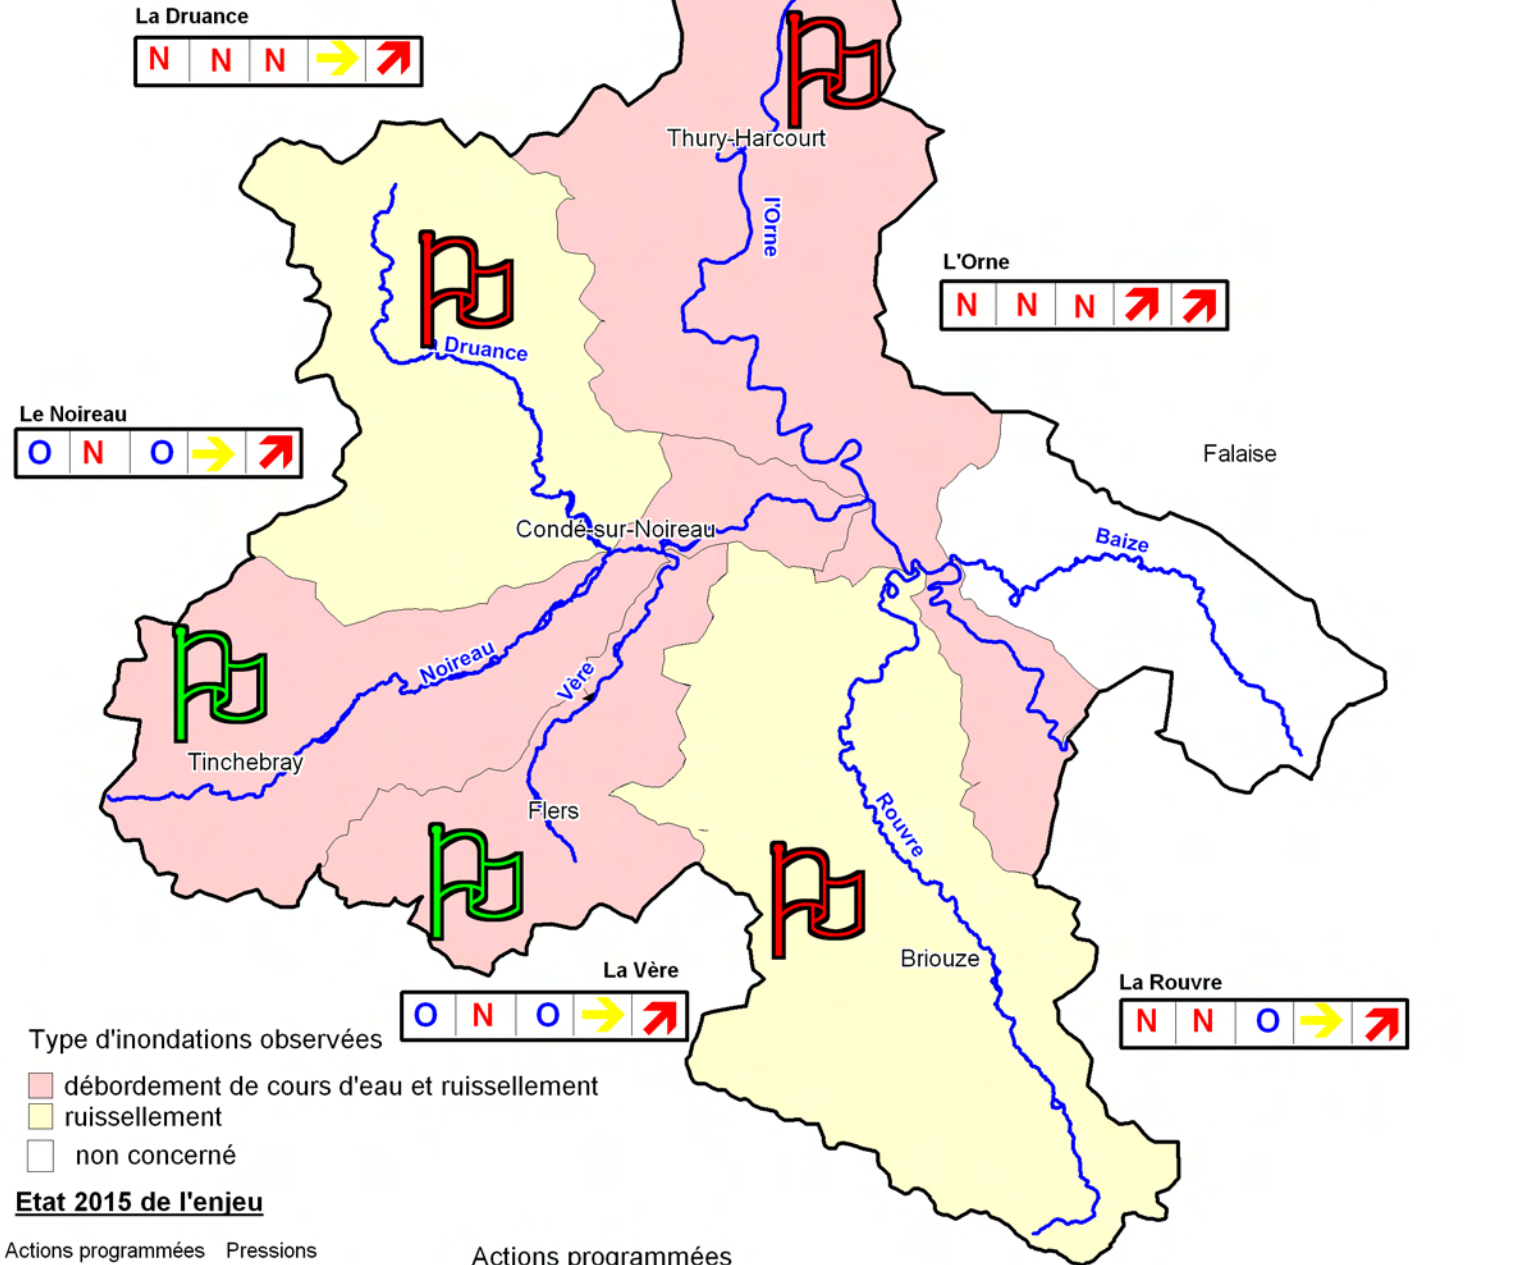 La Druance
N N N
Thury-Harcourt
l'Orne
L'Orne
N N N
Druance
Le Noireau
O N O
Falaise
Condé-sur-Noireau
Baize
Noireau
Vère
Tinchebray
Flers
Rouvre
Briouze
La Vère
O N O
La Rouvre
N N O
Type d'inondations observées
débordement de cours d'eau et ruissellement
ruissellement
non concerné
Etat 2015 de l'enjeu
Actions programmées Pressions
Actions programmées